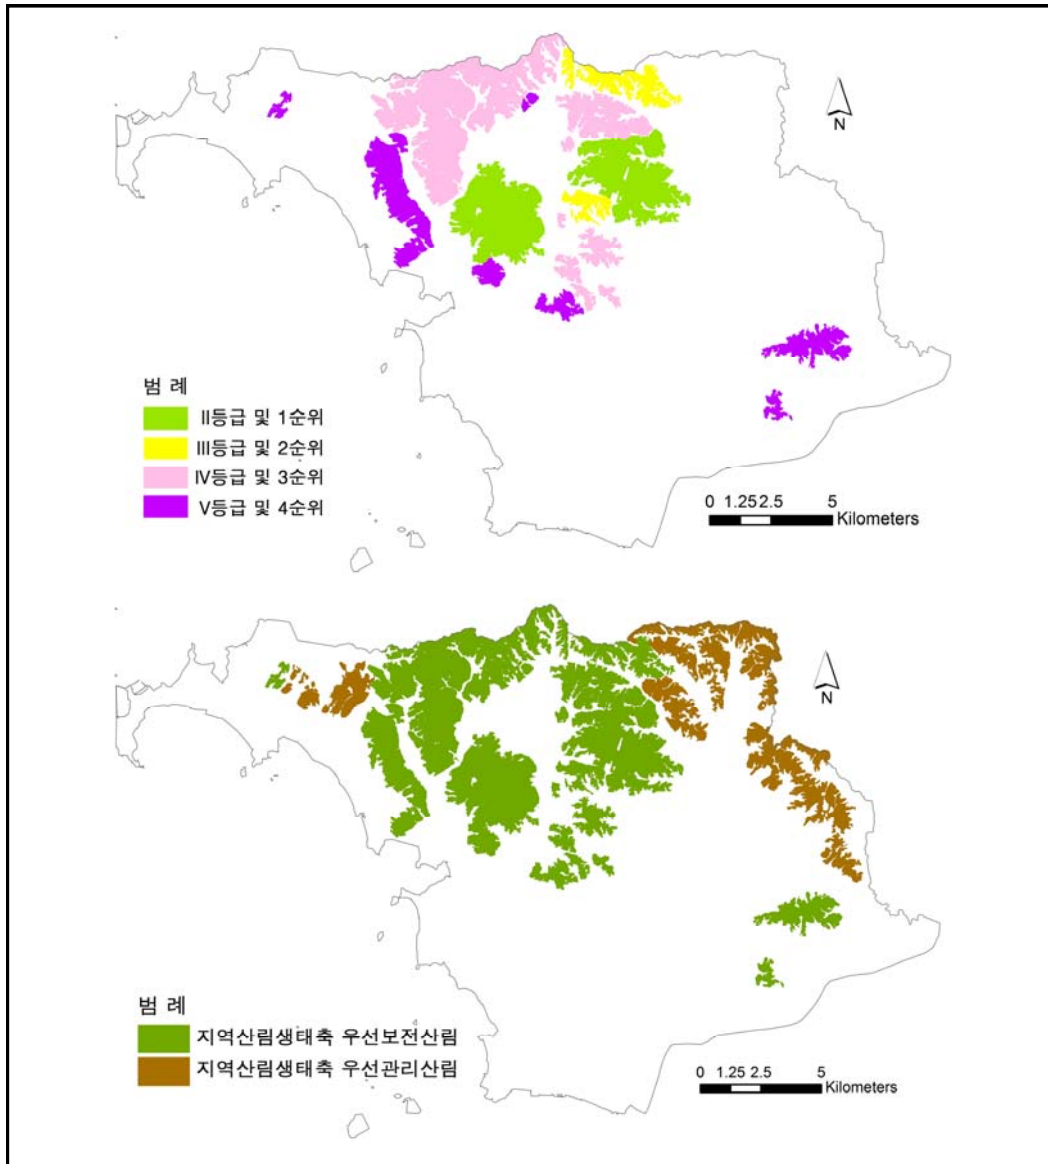 N
범 례
II등급 및 1순위
III등급 및 2순위
IV등급 및 3순위
V등급 및 4순위
0 1.25 2.5 5
Kilometers
N
범 례
지역산림생태축 우선보전산림
지역산림생태축 우선관리산림
0 1.25 2.5 5
Kilometers